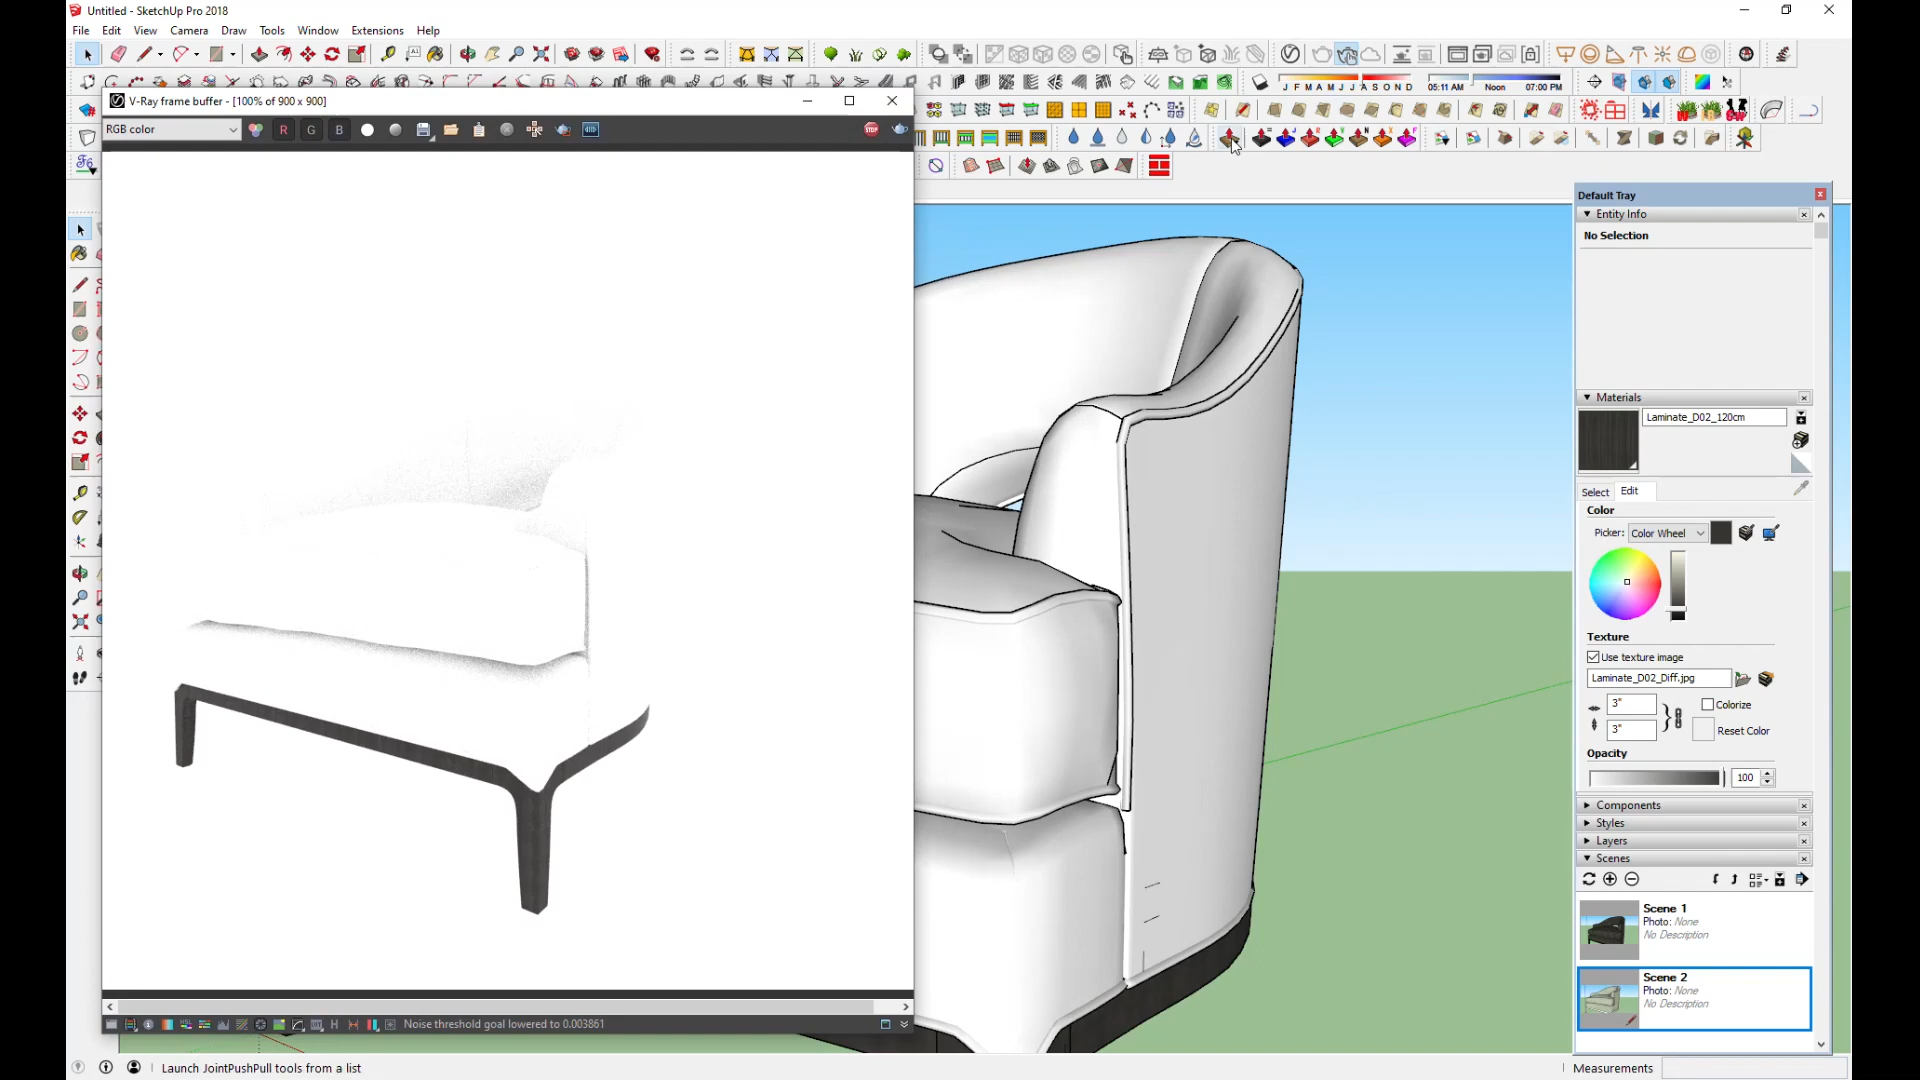 Untitled - SketchUp Pro 2018
File Edit View Camera Draw Tools Window Extensions Help
J F M A M J J A S O N D 05:11 AM Noon 07:00 PM
V-Ray frame buffer - [100% of 900 x 900]
RGB color R G B STOP
Default Tray
Entity Info
No Selection
Materials
Laminate_D02_120cm
Select Edit
Color
Picker: Color Wheel
Texture
Use texture image
Laminate_D02_Diff.jpg
3" Colorize
3" Reset Color
Opacity
100
Components
Styles
Layers
Scenes
Scene 1
Photo: None
No Description
Scene 2
Photo: None
No Description
Noise threshold goal lowered to 0.003861
Launch JointPushPull tools from a list
Measurements